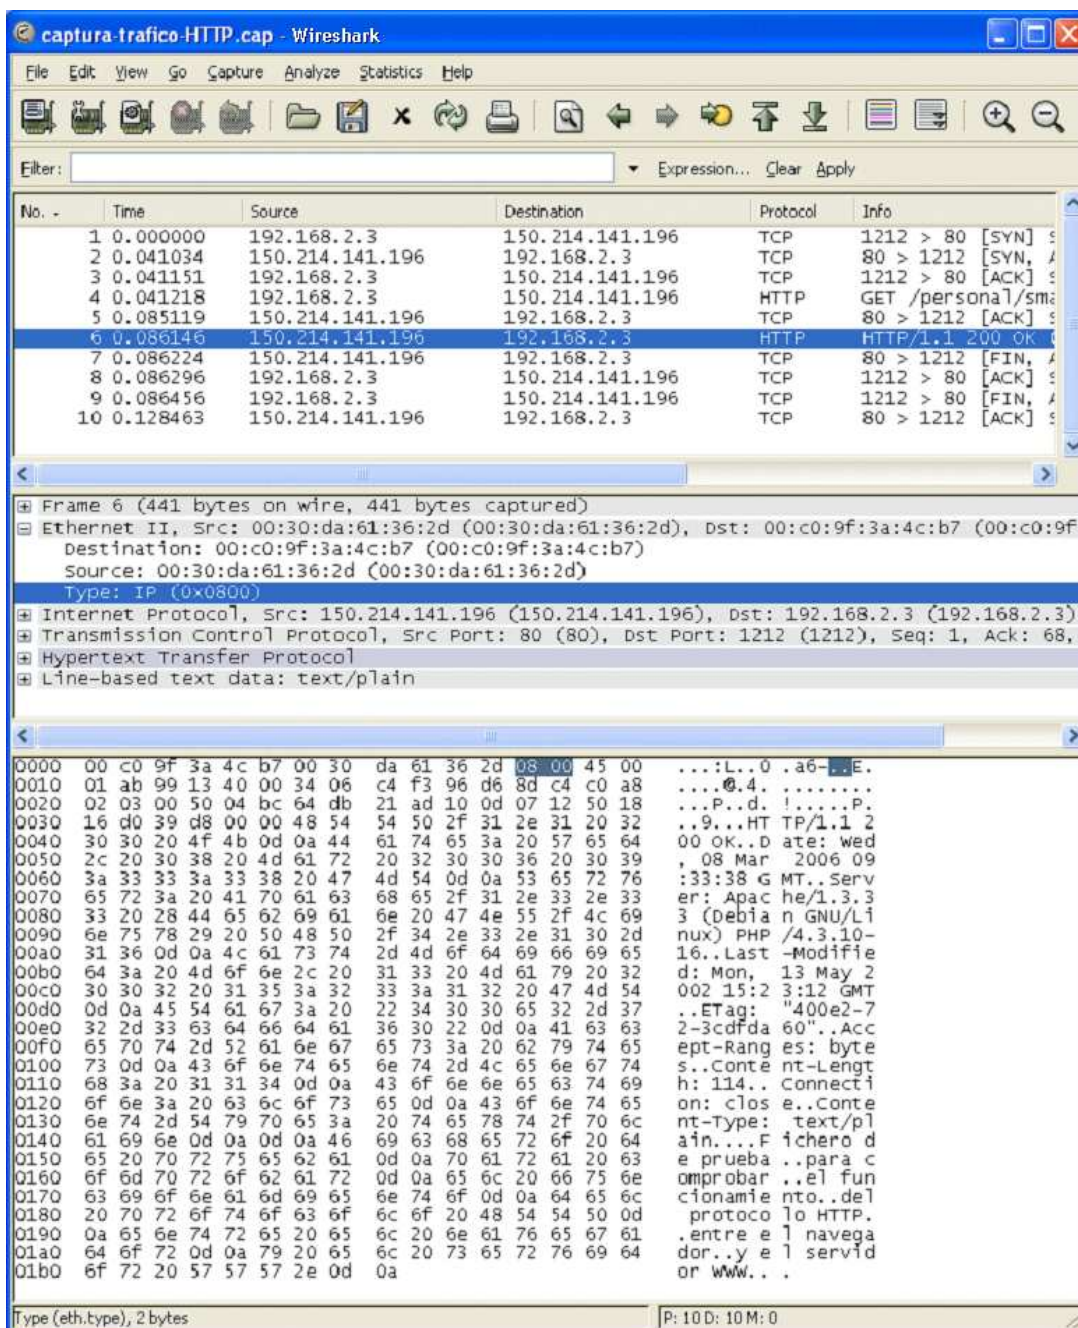 captura-trafico-HTTP.cap - Wireshark
File Edit View Go Capture Analyze Statistics Help
Filter: Expression... Clear Apply
No. - Time Source Destination Protocol Info
1 0.000000 192.168.2.3 150.214.141.196 TCP 1212 > 80 [SYN] S
2 0.041034 150.214.141.196 192.168.2.3 TCP 80 > 1212 [SYN, A
3 0.041151 192.168.2.3 150.214.141.196 TCP 1212 > 80 [ACK] S
4 0.041218 192.168.2.3 150.214.141.196 HTTP GET /personal/sma
5 0.085119 150.214.141.196 192.168.2.3 TCP 80 > 1212 [ACK] S
6 0.086146 150.214.141.196 192.168.2.3 HTTP HTTP/1.1 200 OK
7 0.086224 150.214.141.196 192.168.2.3 TCP 80 > 1212 [FIN, A
8 0.086296 192.168.2.3 150.214.141.196 TCP 1212 > 80 [ACK] S
9 0.086456 192.168.2.3 150.214.141.196 TCP 1212 > 80 [FIN, A
10 0.128463 150.214.141.196 192.168.2.3 TCP 80 > 1212 [ACK] S
Frame 6 (441 bytes on wire, 441 bytes captured)
Ethernet II, Src: 00:30:da:61:36:2d (00:30:da:61:36:2d), Dst: 00:c0:9f:3a:4c:b7 (00:c0:9f
Destination: 00:c0:9f:3a:4c:b7 (00:c0:9f:3a:4c:b7)
Source: 00:30:da:61:36:2d (00:30:da:61:36:2d)
Type: IP (0x0800)
Internet Protocol, Src: 150.214.141.196 (150.214.141.196), Dst: 192.168.2.3 (192.168.2.3)
Transmission Control Protocol, Src Port: 80 (80), Dst Port: 1212 (1212), Seq: 1, Ack: 68,
Hypertext Transfer Protocol
Line-based text data: text/plain
0000 00 c0 9f 3a 4c b7 00 30 da 61 36 2d 08 00 45 00 ...:L..0 .a6-..E.
0010 01 ab 99 13 40 00 34 06 c4 f3 96 d6 8d c4 c0 a8 ....@.4. ........
0020 02 03 00 50 04 bc 64 db 21 ad 10 0d 07 12 50 18 ...P..d. !.....P.
0030 16 d0 39 d8 00 00 48 54 54 50 2f 31 2e 31 20 32 ..9...HT TP/1.1 2
0040 30 30 20 4f 4b 0d 0a 44 61 74 65 3a 20 57 65 64 00 OK..D ate: Wed
0050 2c 20 30 38 20 4d 61 72 20 32 30 30 36 20 30 39 , 08 Mar 2006 09
0060 3a 33 33 3a 33 38 20 47 4d 54 0d 0a 53 65 72 76 :33:38 G MT..Serv
0070 65 72 3a 20 41 70 61 63 68 65 2f 31 2e 33 2e 33 er: Apac he/1.3.3
0080 33 20 28 44 65 62 69 61 6e 20 47 4e 55 2f 4c 69 3 (Debia n GNU/Li
0090 6e 75 78 29 20 50 48 50 2f 34 2e 33 2e 31 30 2d nux) PHP /4.3.10-
00a0 31 36 0d 0a 4c 61 73 74 2d 4d 6f 64 69 66 69 65 16..Last -Modifie
00b0 64 3a 20 4d 6f 6e 2c 20 31 33 20 4d 61 79 20 32 d: Mon, 13 May 2
00c0 30 30 32 20 31 35 3a 32 33 3a 31 32 20 47 4d 54 002 15:2 3:12 GMT
00d0 0d 0a 45 54 61 67 3a 20 22 34 30 30 65 32 2d 37 ..ETag: "400e2-7
00e0 32 2d 33 63 64 66 64 61 36 30 22 0d 0a 41 63 63 2-3cdfda 60"..Acc
00f0 65 70 74 2d 52 61 6e 67 65 73 3a 20 62 79 74 65 ept-Rang es: byte
0100 73 0d 0a 43 6f 6e 74 65 6e 74 2d 4c 65 6e 67 74 s..Conte nt-Lengt
0110 68 3a 20 31 31 34 0d 0a 43 6f 6e 6e 65 63 74 69 h: 114.. Connecti
0120 6f 6e 3a 20 63 6c 6f 73 65 0d 0a 43 6f 6e 74 65 on: clos e..Conte
0130 6e 74 2d 54 79 70 65 3a 20 74 65 78 74 2f 70 6c nt-Type: text/pl
0140 61 69 6e 0d 0a 0d 0a 46 69 63 68 65 72 6f 20 64 ain....F ichero d
0150 65 20 70 72 75 65 62 61 0d 0a 70 61 72 61 20 63 e prueba ..para c
0160 6f 6d 70 72 6f 62 61 72 0d 0a 65 6c 20 66 75 6e omprobar ..el fun
0170 63 69 6f 6e 61 6d 69 65 6e 74 6f 0d 0a 64 65 6c cionamie nto..del
0180 20 70 72 6f 74 6f 63 6f 6c 6f 20 48 54 54 50 0d protoco lo HTTP.
0190 0a 65 6e 74 72 65 20 65 6c 20 6e 61 76 65 67 61 .entre e l navega
01a0 64 6f 72 0d 0a 79 20 65 6c 20 73 65 72 76 69 64 dor..y e l servid
01b0 6f 72 20 57 57 57 2e 0d 0a or WWW.. .
Type (eth.type), 2 bytes P: 10 D: 10 M: 0